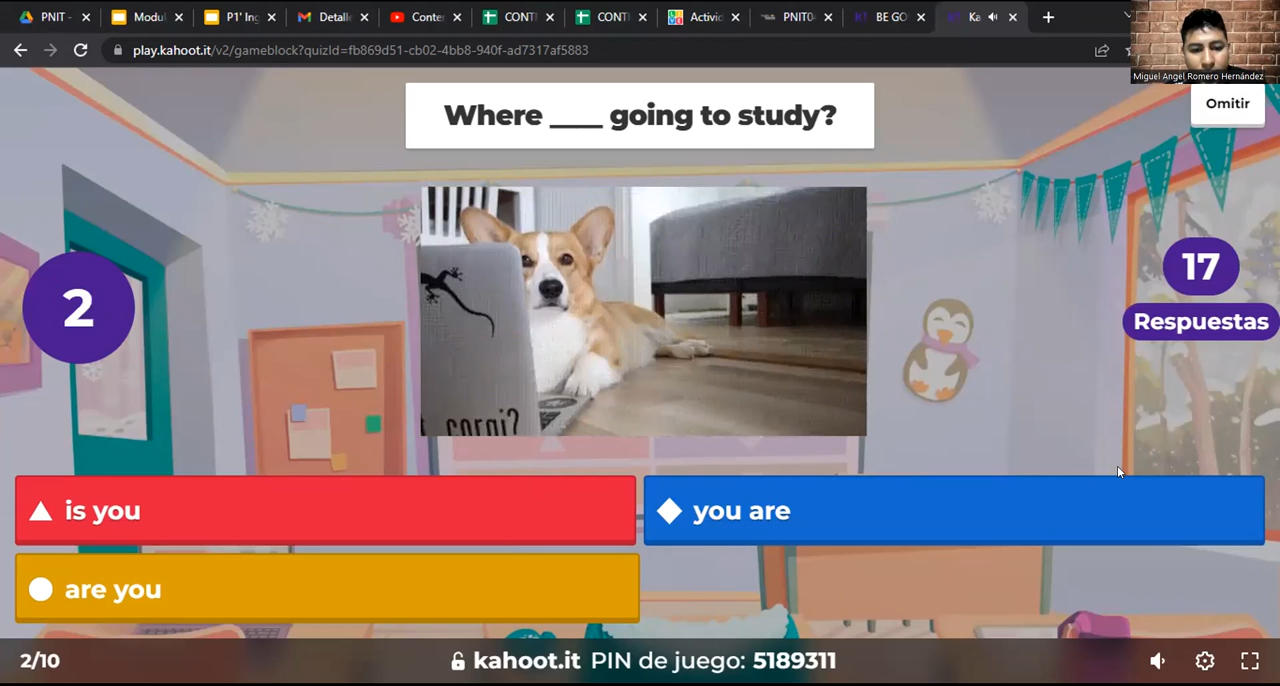 PNIT -
Modul
P1' Ing
Detalle
Conte
CONTI
CONTI
Activid
PNIT0
BE GO
Ka
play.kahoot.it/v2/gameblock?quizId=fb869d51-cb02-4bb8-940f-ad7317af5883
Miguel Angel Romero Hernández
Omitir
Where ____ going to study?
2
17
Respuestas
corgi?
is you
you are
are you
2/10
kahoot.it PIN de juego: 5189311